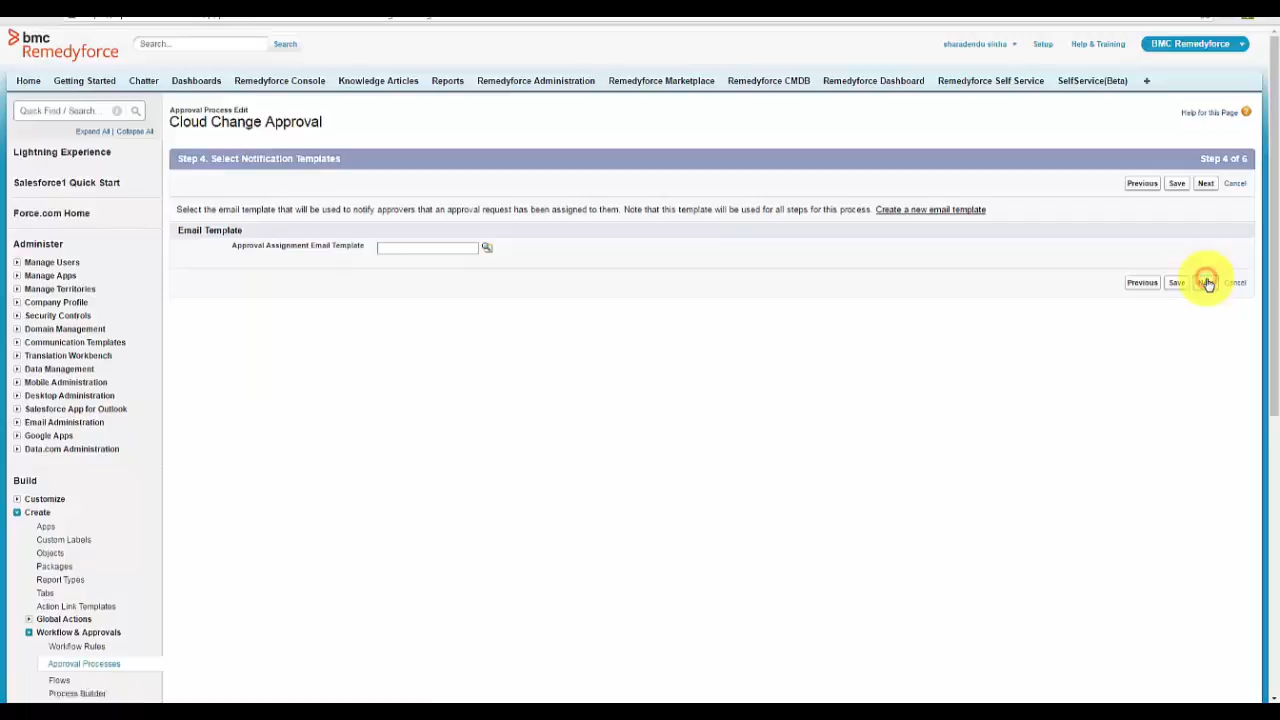 bmc
Remedyforce
Search...
Search
sharadendu sinha
Setup
Help & Training
BMC Remedyforce
Home
Getting Started
Chatter
Dashboards
Remedyforce Console
Knowledge Articles
Reports
Remedyforce Administration
Remedyforce Marketplace
Remedyforce CMDB
Remedyforce Dashboard
Remedyforce Self Service
SelfService(Beta)
+
Quick Find / Search...
Expand All | Collapse All
Lightning Experience
Salesforce1 Quick Start
Force.com Home
Administer
Manage Users
Manage Apps
Manage Territories
Company Profile
Security Controls
Domain Management
Communication Templates
Translation Workbench
Data Management
Mobile Administration
Desktop Administration
Salesforce App for Outlook
Email Administration
Google Apps
Data.com Administration
Build
Customize
Create
Apps
Custom Labels
Objects
Packages
Report Types
Tabs
Action Link Templates
Global Actions
Workflow & Approvals
Workflow Rules
Approval Processes
Flows
Process Builder
Approval Process Edit
Cloud Change Approval
Help for this Page
Step 4. Select Notification Templates
Step 4 of 6
Previous
Save
Next
Cancel
Select the email template that will be used to notify approvers that an approval request has been assigned to them. Note that this template will be used for all steps for this process. Create a new email template
Email Template
Approval Assignment Email Template
Previous
Save
Cancel